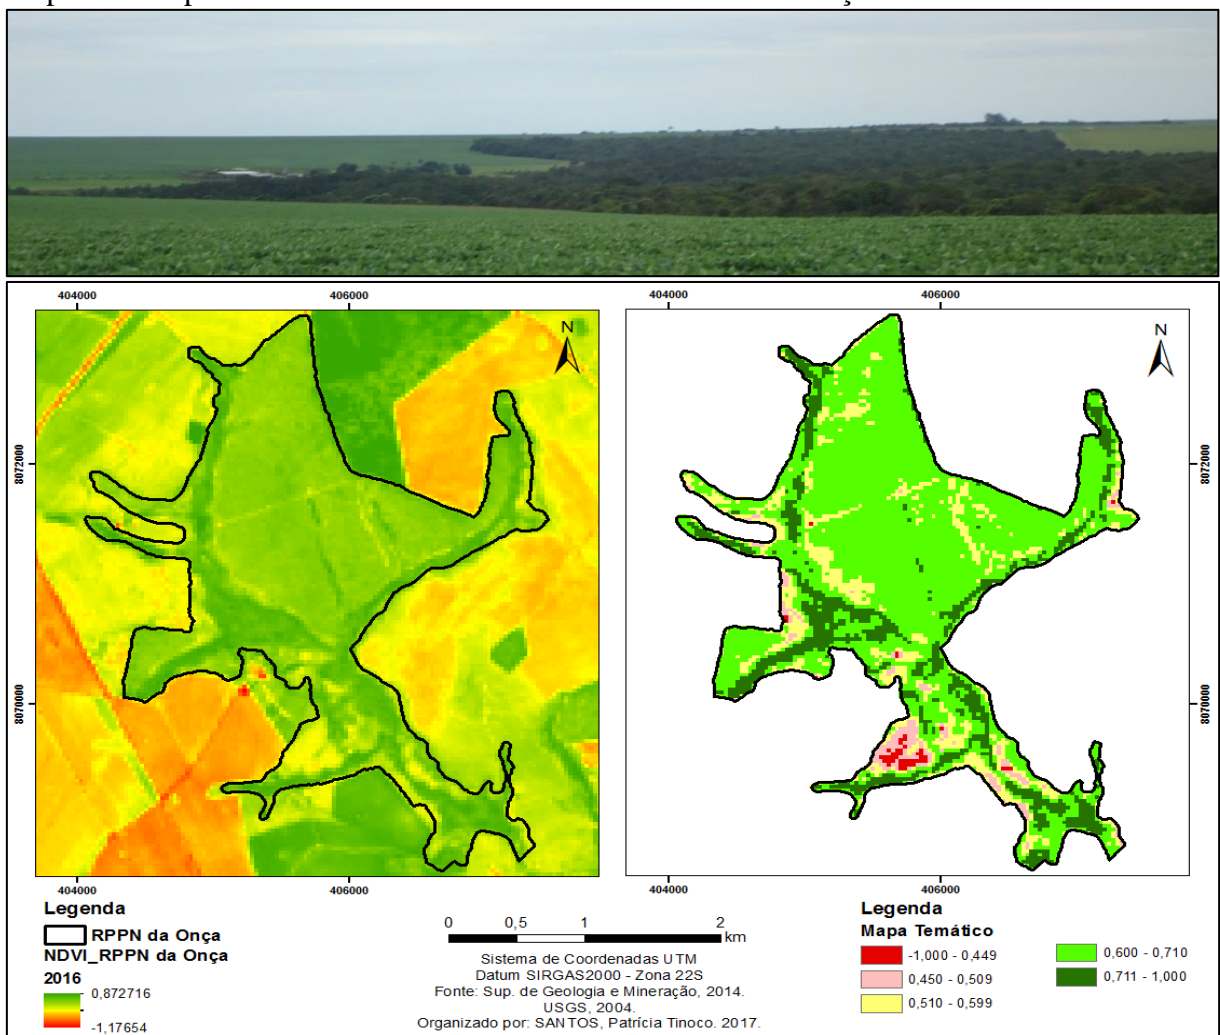 404000 406000
404000 406000
N
N
8072000
8072000
8070000
8070000
404000 406000
404000 406000
Legenda
RPPN da Onça
NDVI_RPPN da Onça
2016
0,872716
-1,17654
0 0,5 1 2
km
Sistema de Coordenadas UTM
Datum SIRGAS2000 - Zona 22S
Fonte: Sup. de Geologia e Mineração, 2014.
USGS, 2004.
Organizado por: SANTOS, Patrícia Tinoco. 2017.
Legenda
Mapa Temático
-1,000 - 0,449
0,450 - 0,509
0,510 - 0,599
0,600 - 0,710
0,711 - 1,000